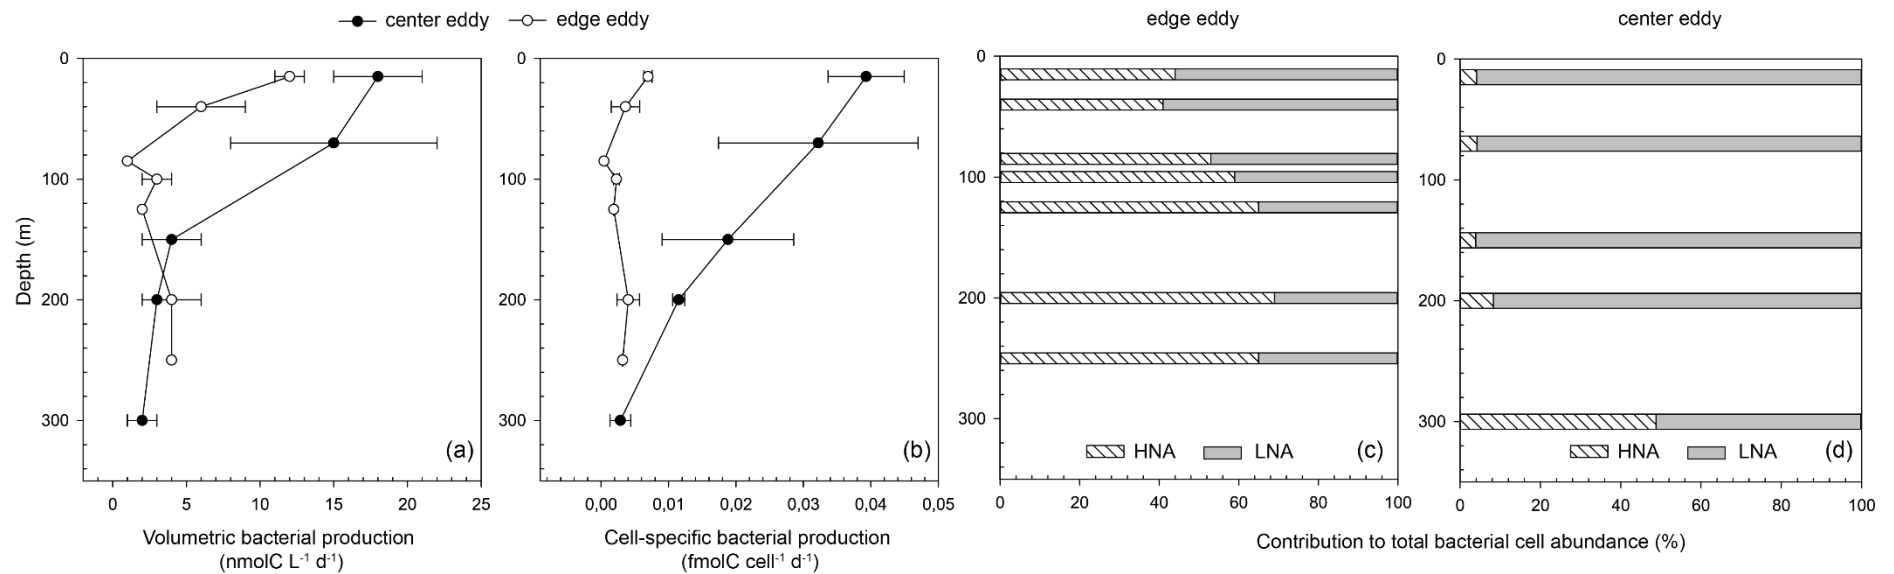 center eddy edge eddy
edge eddy
center eddy
0
100
200
300
Depth (m)
0 5 10 15 20 25
(a)
Volumetric bacterial production
(nmolC L⁻¹ d⁻¹)
0,00 0,01 0,02 0,03 0,04 0,05
(b)
Cell-specific bacterial production
(fmolC cell⁻¹ d⁻¹)
0
100
200
300
HNA LNA (c)
0 20 40 60 80 100
0
100
200
300
HNA LNA (d)
0 20 40 60 80 100
Contribution to total bacterial cell abundance (%)